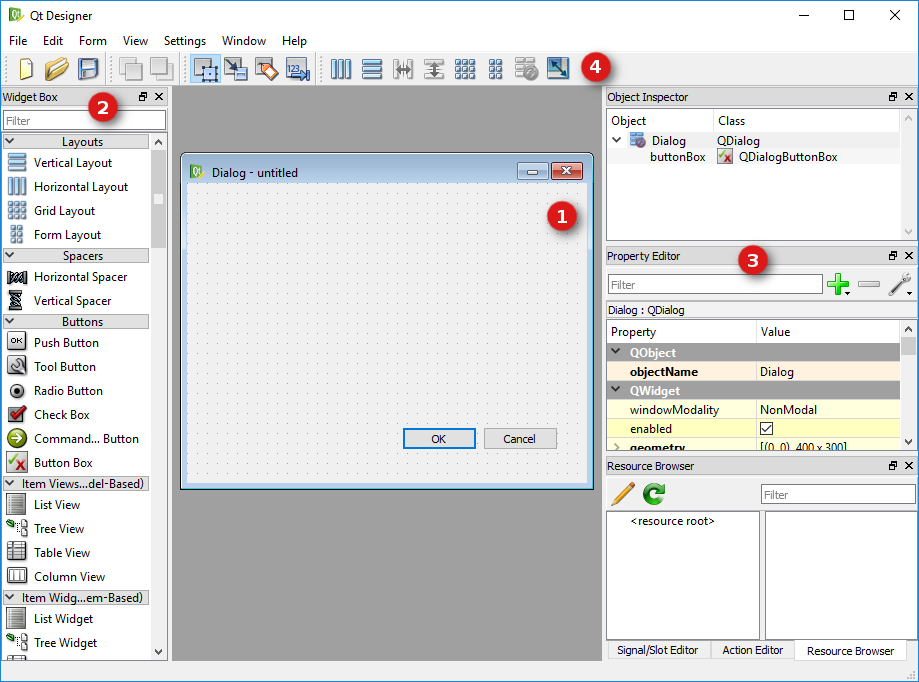 Qt Designer
File Edit Form View Settings Window Help
4
Widget Box
2
Filter
Layouts
Vertical Layout
Horizontal Layout
Grid Layout
Form Layout
Spacers
Horizontal Spacer
Vertical Spacer
Buttons
OK Push Button
Tool Button
Radio Button
Check Box
Command... Button
Button Box
Item Views...del-Based)
List View
Tree View
Table View
Column View
Item Widg...em-Based)
List Widget
Tree Widget
Dialog - untitled
1
OK Cancel
Object Inspector
Object Class
Dialog QDialog
buttonBox QDialogButtonBox
Property Editor
3
Filter
Dialog : QDialog
Property Value
QObject
objectName Dialog
QWidget
windowModality NonModal
enabled
geometry [(0, 0), 400 x 300]
Resource Browser
Filter
<resource root>
Signal/Slot Editor Action Editor Resource Browser